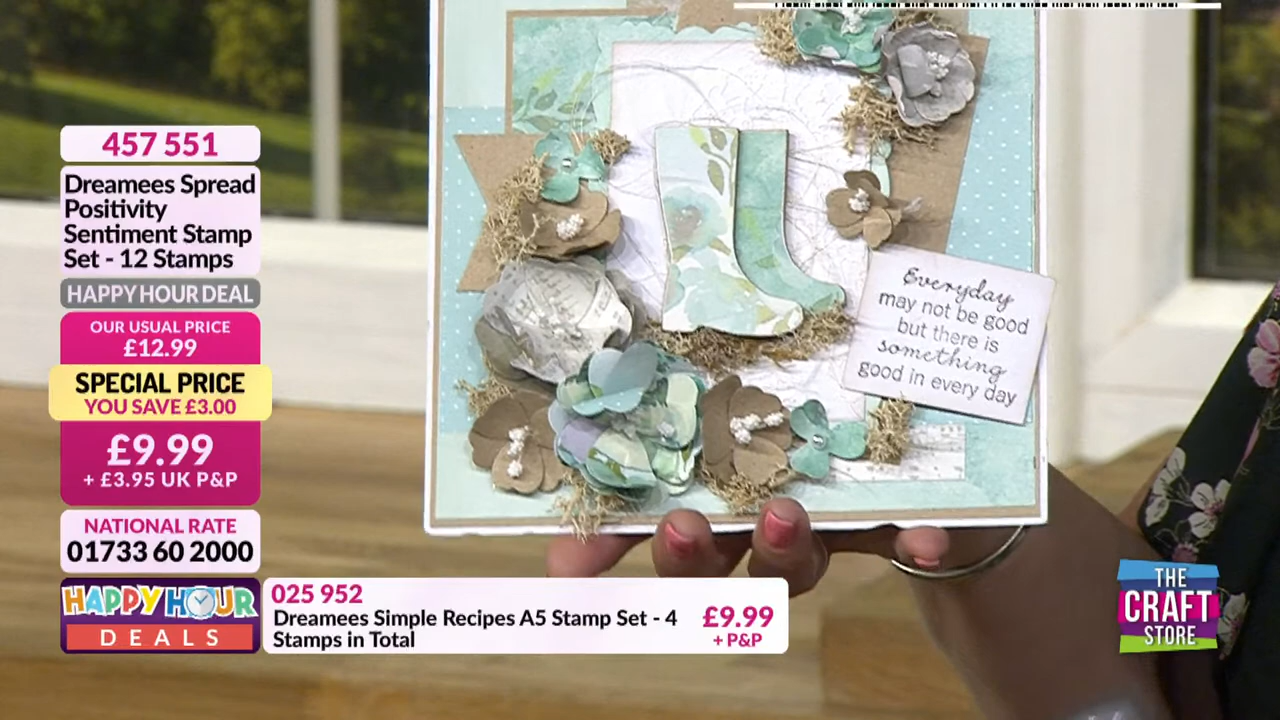 457 551
Dreamees Spread
Positivity
Sentiment Stamp
Set - 12 Stamps
HAPPY HOUR DEAL
OUR USUAL PRICE
£12.99
SPECIAL PRICE
YOU SAVE £3.00
£9.99
+ £3.95 UK P&P
NATIONAL RATE
01733 60 2000
HAPPY HOUR
DEALS
025 952
Dreamees Simple Recipes A5 Stamp Set - 4
Stamps in Total
£9.99
+ P&P
Everyday
may not be good
but there is
something
good in every day
THE
CRAFT
STORE